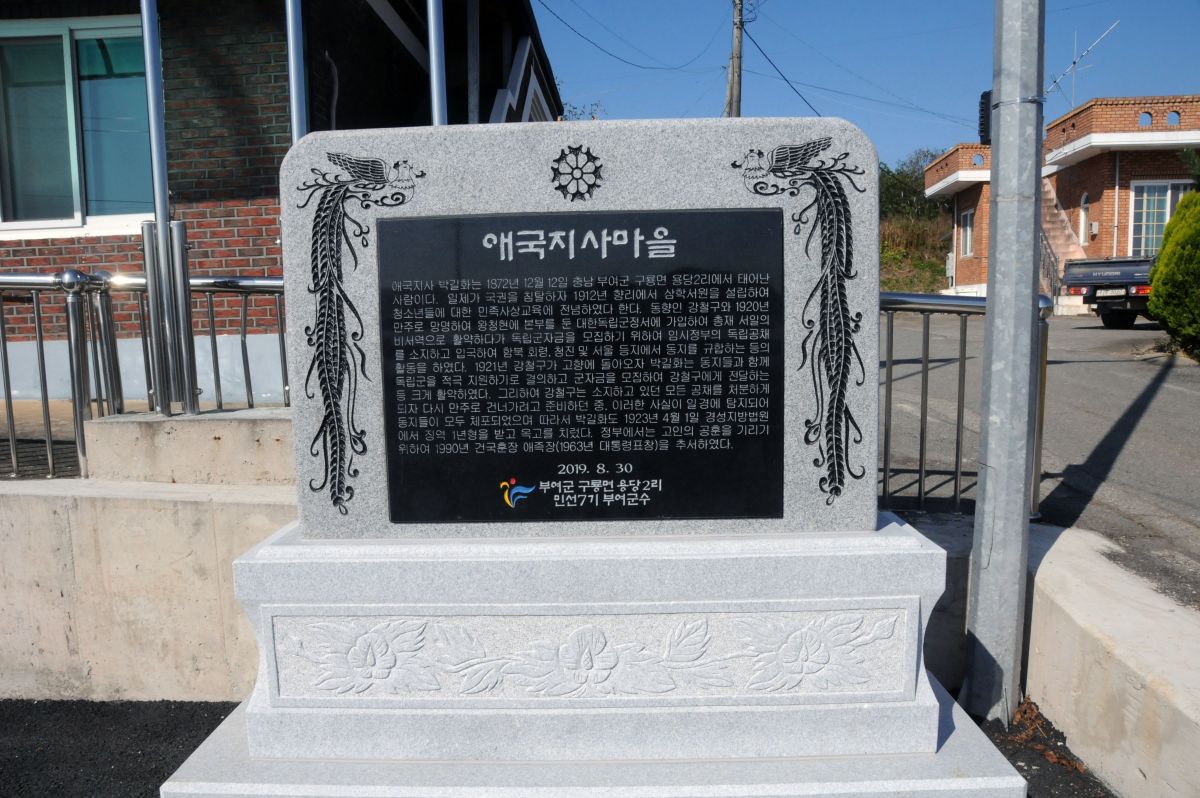 애국지사마을
애국지사 박길화는 1872년 12월 12일 충남 부여군 구룡면 용당2리에서 태어난
사람이다. 일제가 국권을 침탈하자 1912년 향리에서 상학서원을 설립하여
청소년들에 대한 민족사상교육에 전념하였다 한다. 동향인 강철구와 1920년
만주로 망명하여 왕청현에 본부를 둔 대한독립군정서에 가입하여 총재 서일의
비서역으로 활약하다가 독립군자금을 모집하기 위하여 임시정부의 독립공채
를 소지하고 입국하여 함북 회령, 청진 및 서울 등지에서 동지를 규합하는 등의
활동을 하였다. 1921년 강철구가 고향에 돌아오자 박길화는 동지들과 함께
독립군을 적극 지원하기로 결의하고 군자금을 모집하여 강철구에게 전달하는
등 크게 활약하였다. 그리하여 강철구는 소지하고 있던 모든 공채를 처분하게
되자 다시 만주로 건너가려고 준비하던 중, 이러한 사실이 일경에 탐지되어
동지들이 모두 체포되었으며 따라서 박길화도 1923년 4월 1일 경성지방법원
에서 징역 1년형을 받고 옥고를 치렀다. 정부에서는 고인의 공훈을 기리기
위하여 1990년 건국훈장 애족장(1963년 대통령표창)을 추서하였다.
2019. 8. 30
부여군 구룡면 용당2리
민선7기 부여군수
HYUNDAI